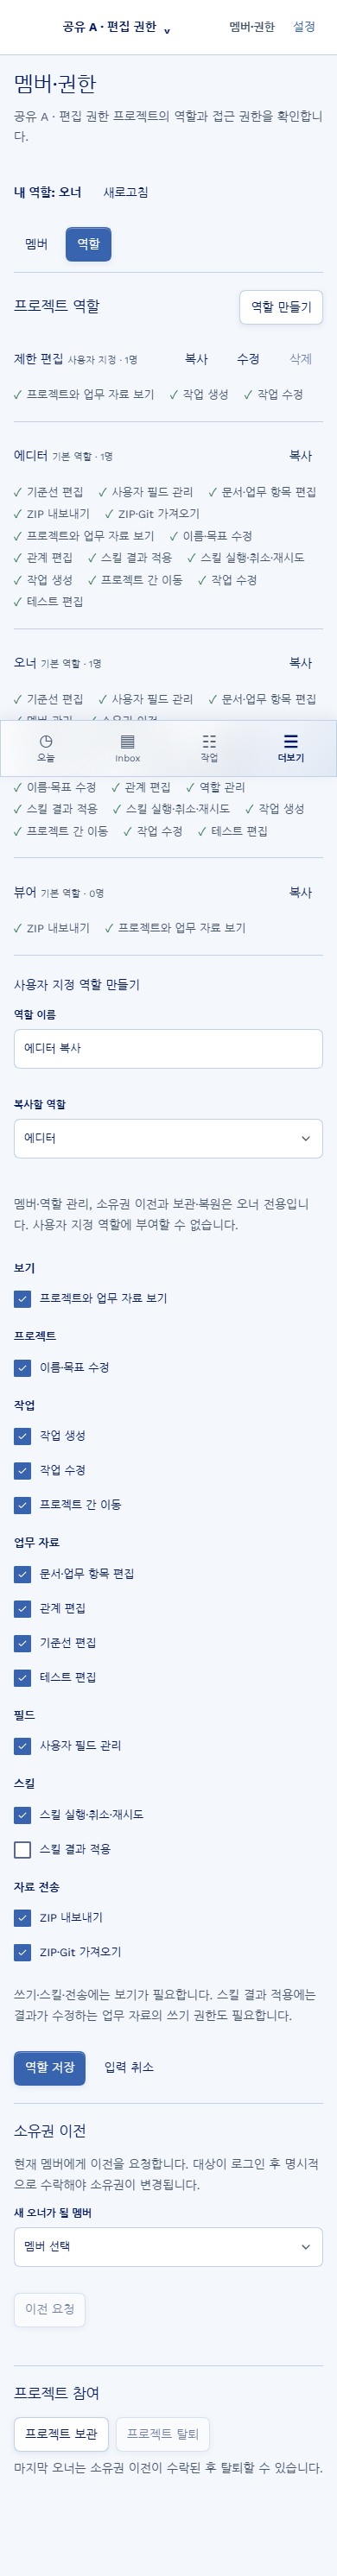 공유 A · 편집 권한 ∨ 멤버·권한 설정
멤버·권한
공유 A · 편집 권한 프로젝트의 역할과 접근 권한을 확인합니
다.
내 역할: 오너 새로고침
멤버 역할
프로젝트 역할 역할 만들기
제한 편집 사용자 지정 · 1명 복사 수정 삭제
✓ 프로젝트와 업무 자료 보기 ✓ 작업 생성 ✓ 작업 수정
에디터 기본 역할 · 1명 복사
✓ 기준선 편집 ✓ 사용자 필드 관리 ✓ 문서·업무 항목 편집
✓ ZIP 내보내기 ✓ ZIP·Git 가져오기
✓ 프로젝트와 업무 자료 보기 ✓ 이름·목표 수정
✓ 관계 편집 ✓ 스킬 결과 적용 ✓ 스킬 실행·취소·재시도
✓ 작업 생성 ✓ 프로젝트 간 이동 ✓ 작업 수정
✓ 테스트 편집
오너 기본 역할 · 1명 복사
✓ 기준선 편집 ✓ 사용자 필드 관리 ✓ 문서·업무 항목 편집
오늘 Inbox 작업 더보기
✓ 이름·목표 수정 ✓ 관계 편집 ✓ 역할 관리
✓ 스킬 결과 적용 ✓ 스킬 실행·취소·재시도 ✓ 작업 생성
✓ 프로젝트 간 이동 ✓ 작업 수정 ✓ 테스트 편집
뷰어 기본 역할 · 0명 복사
✓ ZIP 내보내기 ✓ 프로젝트와 업무 자료 보기
사용자 지정 역할 만들기
역할 이름
에디터 복사
복사할 역할
에디터
멤버·역할 관리, 소유권 이전과 보관·복원은 오너 전용입니
다. 사용자 지정 역할에 부여할 수 없습니다.
보기
프로젝트와 업무 자료 보기
프로젝트
이름·목표 수정
작업
작업 생성
작업 수정
프로젝트 간 이동
업무 자료
문서·업무 항목 편집
관계 편집
기준선 편집
테스트 편집
필드
사용자 필드 관리
스킬
스킬 실행·취소·재시도
스킬 결과 적용
자료 전송
ZIP 내보내기
ZIP·Git 가져오기
쓰기·스킬·전송에는 보기가 필요합니다. 스킬 결과 적용에는
결과가 수정하는 업무 자료의 쓰기 권한도 필요합니다.
역할 저장 입력 취소
소유권 이전
현재 멤버에게 이전을 요청합니다. 대상이 로그인 후 명시적
으로 수락해야 소유권이 변경됩니다.
새 오너가 될 멤버
멤버 선택
이전 요청
프로젝트 참여
프로젝트 보관 프로젝트 탈퇴
마지막 오너는 소유권 이전이 수락된 후 탈퇴할 수 있습니다.